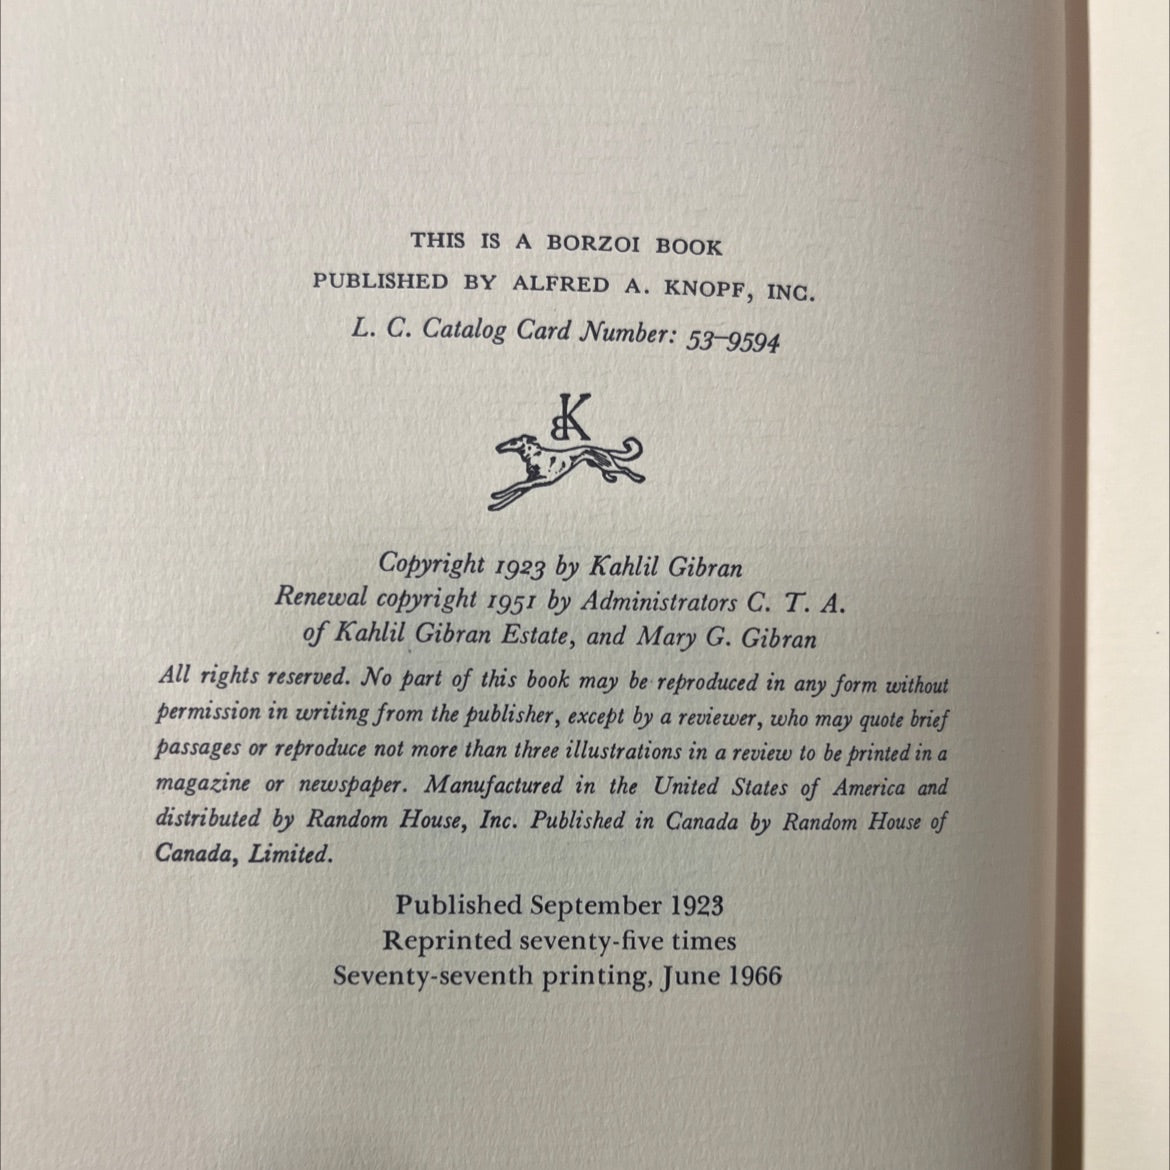 THIS IS A BORZOI BOOK
PUBLISHED BY ALFRED A. KNOPF, INC.
L. C. Catalog Card Number: 53–9594
BK
Copyright 1923 by Kahlil Gibran
Renewal copyright 1951 by Administrators C. T. A.
of Kahlil Gibran Estate, and Mary G. Gibran
All rights reserved. No part of this book may be reproduced in any form without
permission in writing from the publisher, except by a reviewer, who may quote brief
passages or reproduce not more than three illustrations in a review to be printed in a
magazine or newspaper. Manufactured in the United States of America and
distributed by Random House, Inc. Published in Canada by Random House of
Canada, Limited.
Published September 1923
Reprinted seventy-five times
Seventy-seventh printing, June 1966